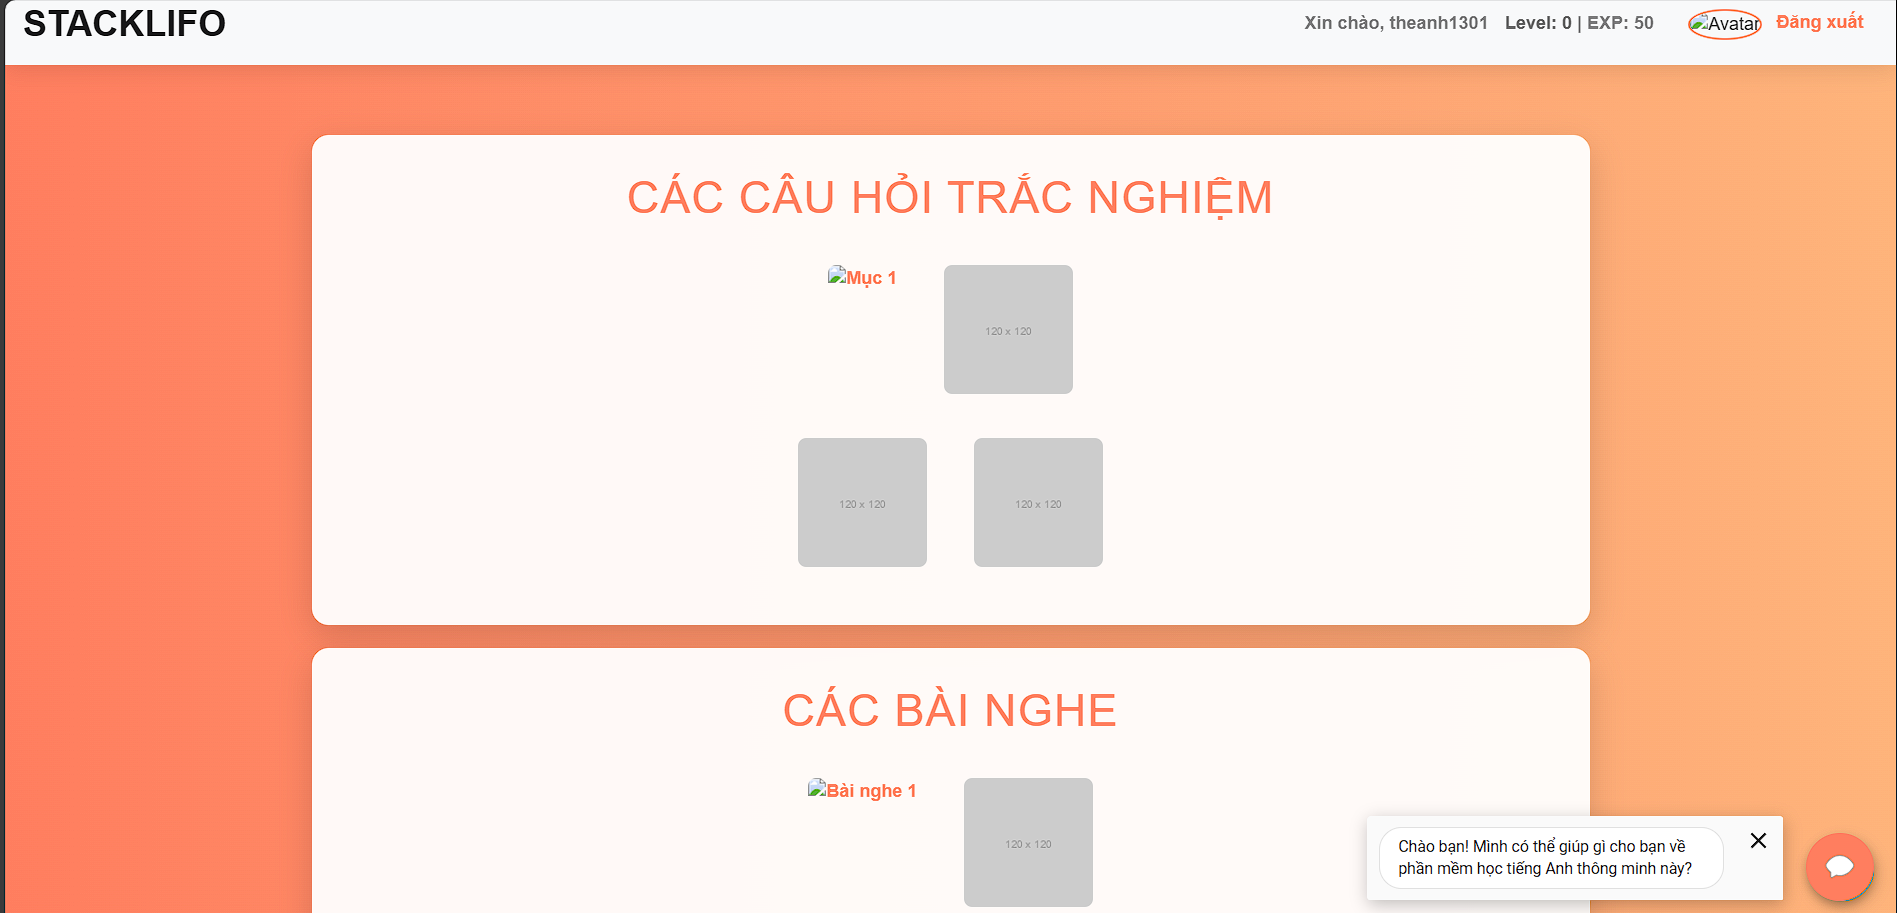 STACKLIFO
Xin chào, theanh1301 Level: 0 | EXP: 50 Avatar Đăng xuất
CÁC CÂU HỎI TRẮC NGHIỆM
Mục 1
120 x 120
120 x 120
120 x 120
CÁC BÀI NGHE
Bài nghe 1
120 x 120
Chào bạn! Mình có thể giúp gì cho bạn về
phần mềm học tiếng Anh thông minh này?